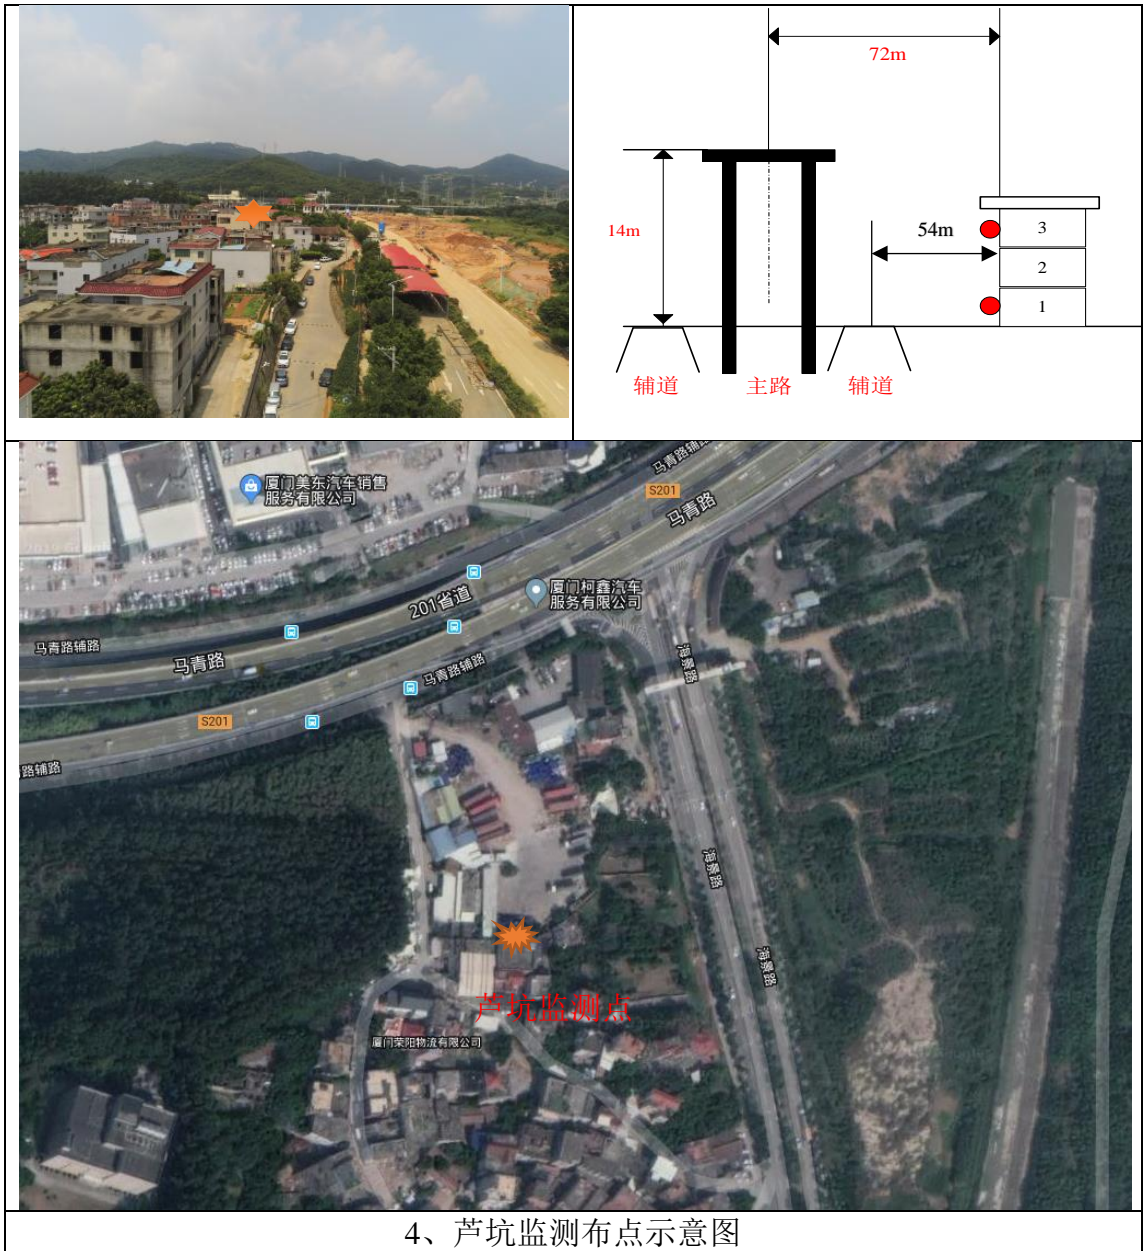 72m
14m
54m
3
2
1
辅道
主路
辅道
马青路辅路
厦门美东汽车销售
服务有限公司
S201
马青路
厦门柯鑫汽车
服务有限公司
201省道
马青路辅路
马青路
海景路
马青路辅路
S201
路辅路
海景路
海景路
芦坑监测点
厦门荣阳物流有限公司
4、芦坑监测布点示意图